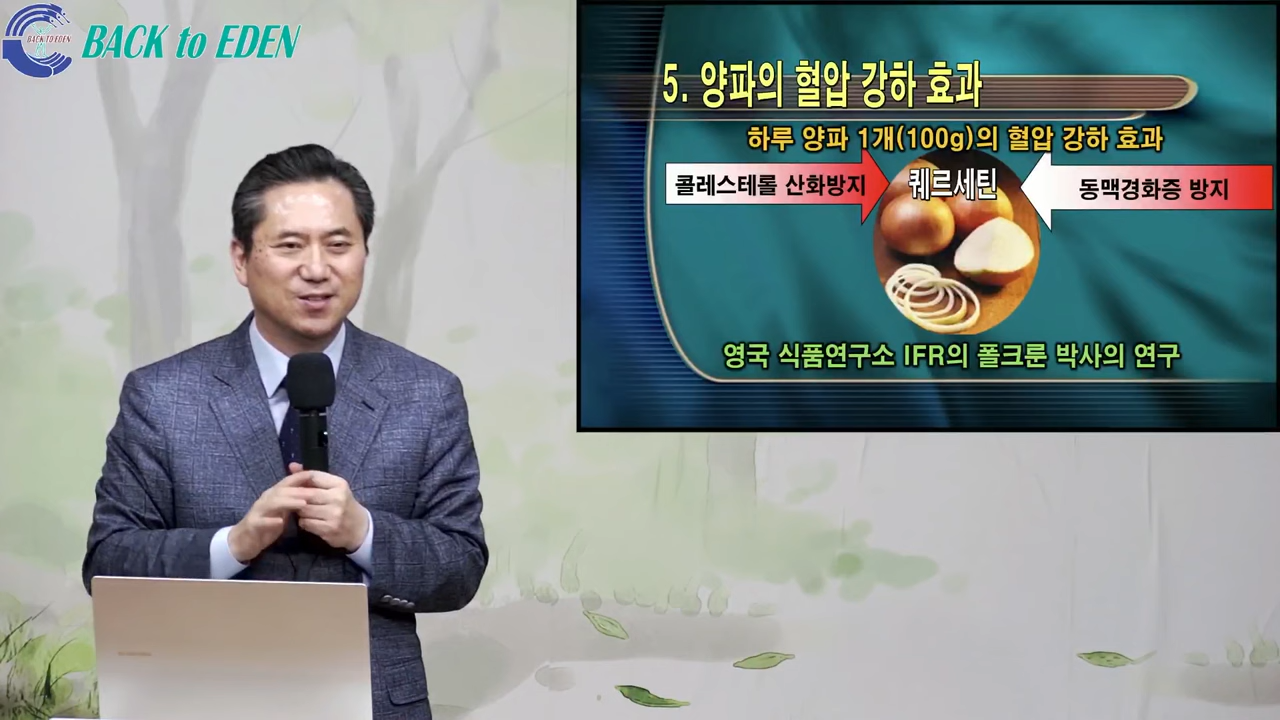 BACK TO EDEN
BACK to EDEN
5. 양파의 혈압 강하 효과
하루 양파 1개(100g)의 혈압 강하 효과
콜레스테롤 산화방지
퀘르세틴
동맥경화증 방지
영국 식품연구소 IFR의 폴크룬 박사의 연구